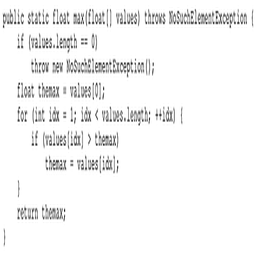 public static float max(float[] values) throws NoSuchElementException {
if (values.length == 0)
throw new NoSuchElementException();
float themax = values[0];
for (int idx = 1; idx < values.length; ++idx) {
if (values[idx] > themax)
themax = values[idx];
}
return themax;
}